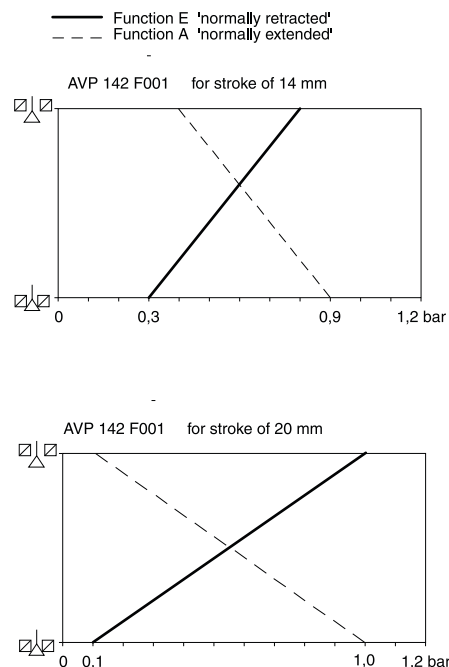 Function E 'normally retracted'
Function A 'normally extended'
AVP 142 F001 for stroke of 14 mm
0 0,3 0,9 1,2 bar
AVP 142 F001 for stroke of 20 mm
0 0.1 1,0 1,2 bar